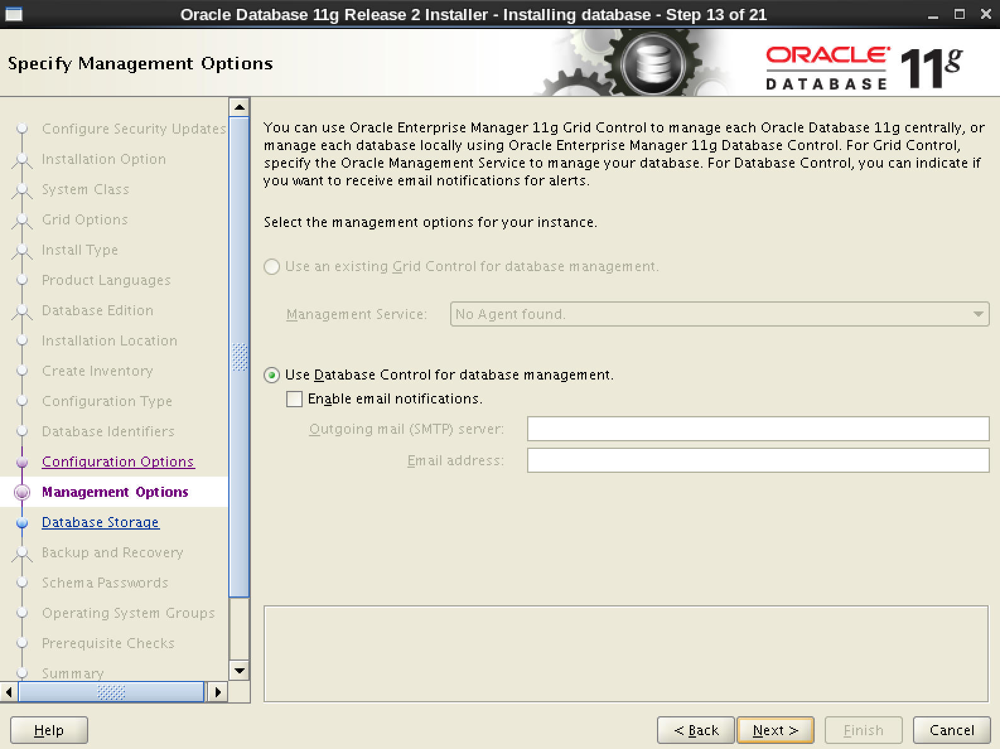 Oracle Database 11g Release 2 Installer - Installing database - Step 13 of 21
Specify Management Options
ORACLE
DATABASE
11g
Configure Security Updates
Installation Option
System Class
Grid Options
Install Type
Product Languages
Database Edition
Installation Location
Create Inventory
Configuration Type
Database Identifiers
Configuration Options
Management Options
Database Storage
Backup and Recovery
Schema Passwords
Operating System Groups
Prerequisite Checks
Summary
You can use Oracle Enterprise Manager 11g Grid Control to manage each Oracle Database 11g centrally, or
manage each database locally using Oracle Enterprise Manager 11g Database Control. For Grid Control,
specify the Oracle Management Service to manage your database. For Database Control, you can indicate if
you want to receive email notifications for alerts.
Select the management options for your instance.
Use an existing Grid Control for database management.
Management Service: No Agent found.
Use Database Control for database management.
Enable email notifications.
Outgoing mail (SMTP) server:
Email address:
Help
< Back
Next >
Finish
Cancel